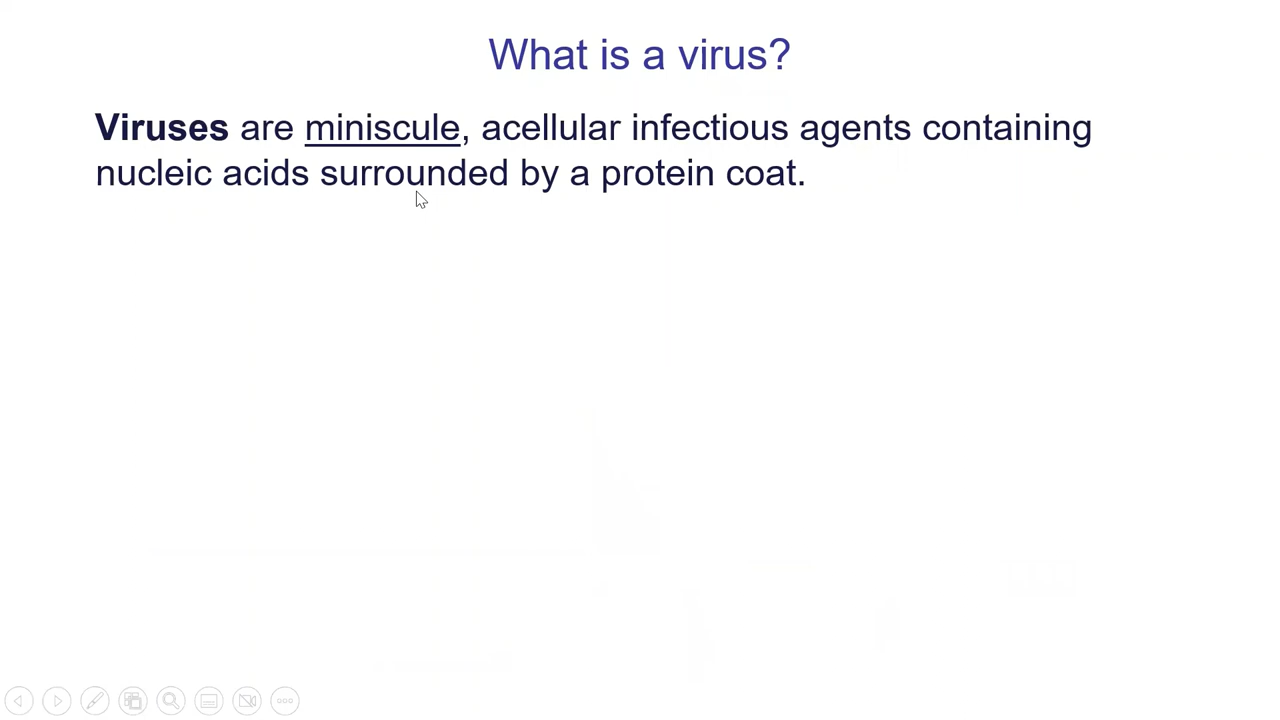 What is a virus?
Viruses are miniscule, acellular infectious agents containing
nucleic acids surrounded by a protein coat.